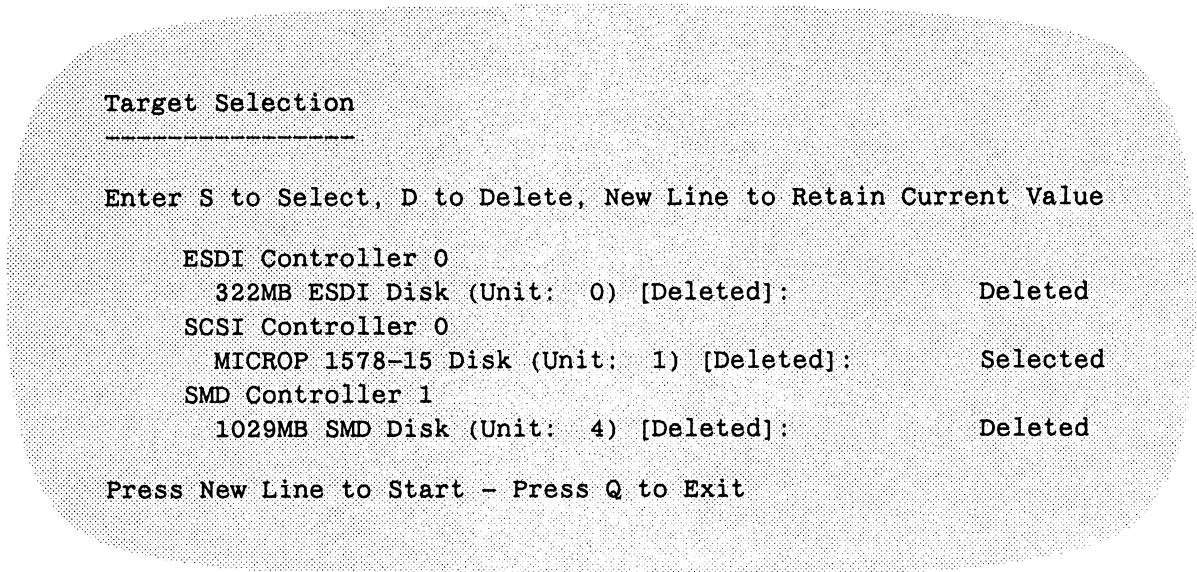 Target Selection
----------------
Enter S to Select, D to Delete, New Line to Retain Current Value
ESDI Controller 0
322MB ESDI Disk (Unit:  0) [Deleted]:            Deleted
SCSI Controller 0
MICROP 1578-15 Disk (Unit:  1) [Deleted]:        Selected
SMD Controller 1
1029MB SMD Disk (Unit:  4) [Deleted]:            Deleted
Press New Line to Start - Press Q to Exit